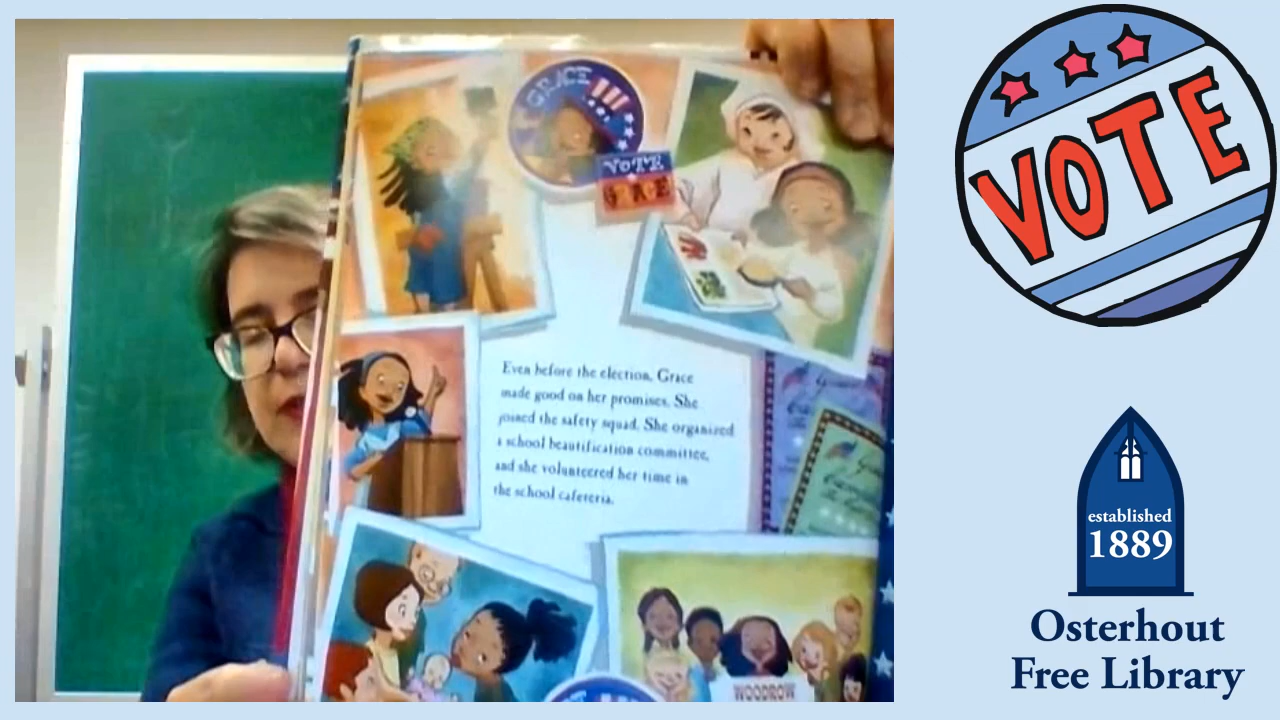 GRACE
VOTE
GRACE
Even before the election, Grace
made good on her promises. She
joined the safety squad. She organized
a school beautification committee,
and she volunteered her time in
the school cafeteria.
WOODROW
VOTE
established
1889
Osterhout
Free Library